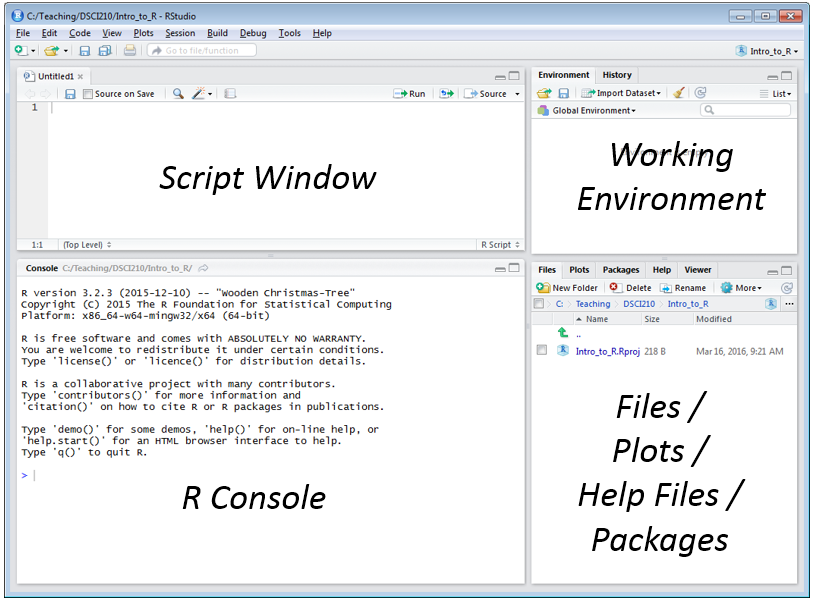 C:/Teaching/DSCI210/Intro_to_R - RStudio
File Edit Code View Plots Session Build Debug Tools Help
Go to file/function
Intro_to_R
Untitled1
Source on Save
Run
Source
1
Script Window
1:1 (Top Level) R Script
Console C:/Teaching/DSCI210/Intro_to_R/
R version 3.2.3 (2015-12-10) -- "Wooden Christmas-Tree"
Copyright (C) 2015 The R Foundation for Statistical Computing
Platform: x86_64-w64-mingw32/x64 (64-bit)
R is free software and comes with ABSOLUTELY NO WARRANTY.
You are welcome to redistribute it under certain conditions.
Type 'license()' or 'licence()' for distribution details.
R is a collaborative project with many contributors.
Type 'contributors()' for more information and
'citation()' on how to cite R or R packages in publications.
Type 'demo()' for some demos, 'help()' for on-line help, or
'help.start()' for an HTML browser interface to help.
Type 'q()' to quit R.
>
R Console
Environment History
Import Dataset List
Global Environment
Working
Environment
Files Plots Packages Help Viewer
New Folder Delete Rename More
C: Teaching DSCI210 Intro_to_R ...
Name Size Modified
..
Intro_to_R.Rproj 218 B Mar 16, 2016, 9:21 AM
Files /
Plots /
Help Files /
Packages